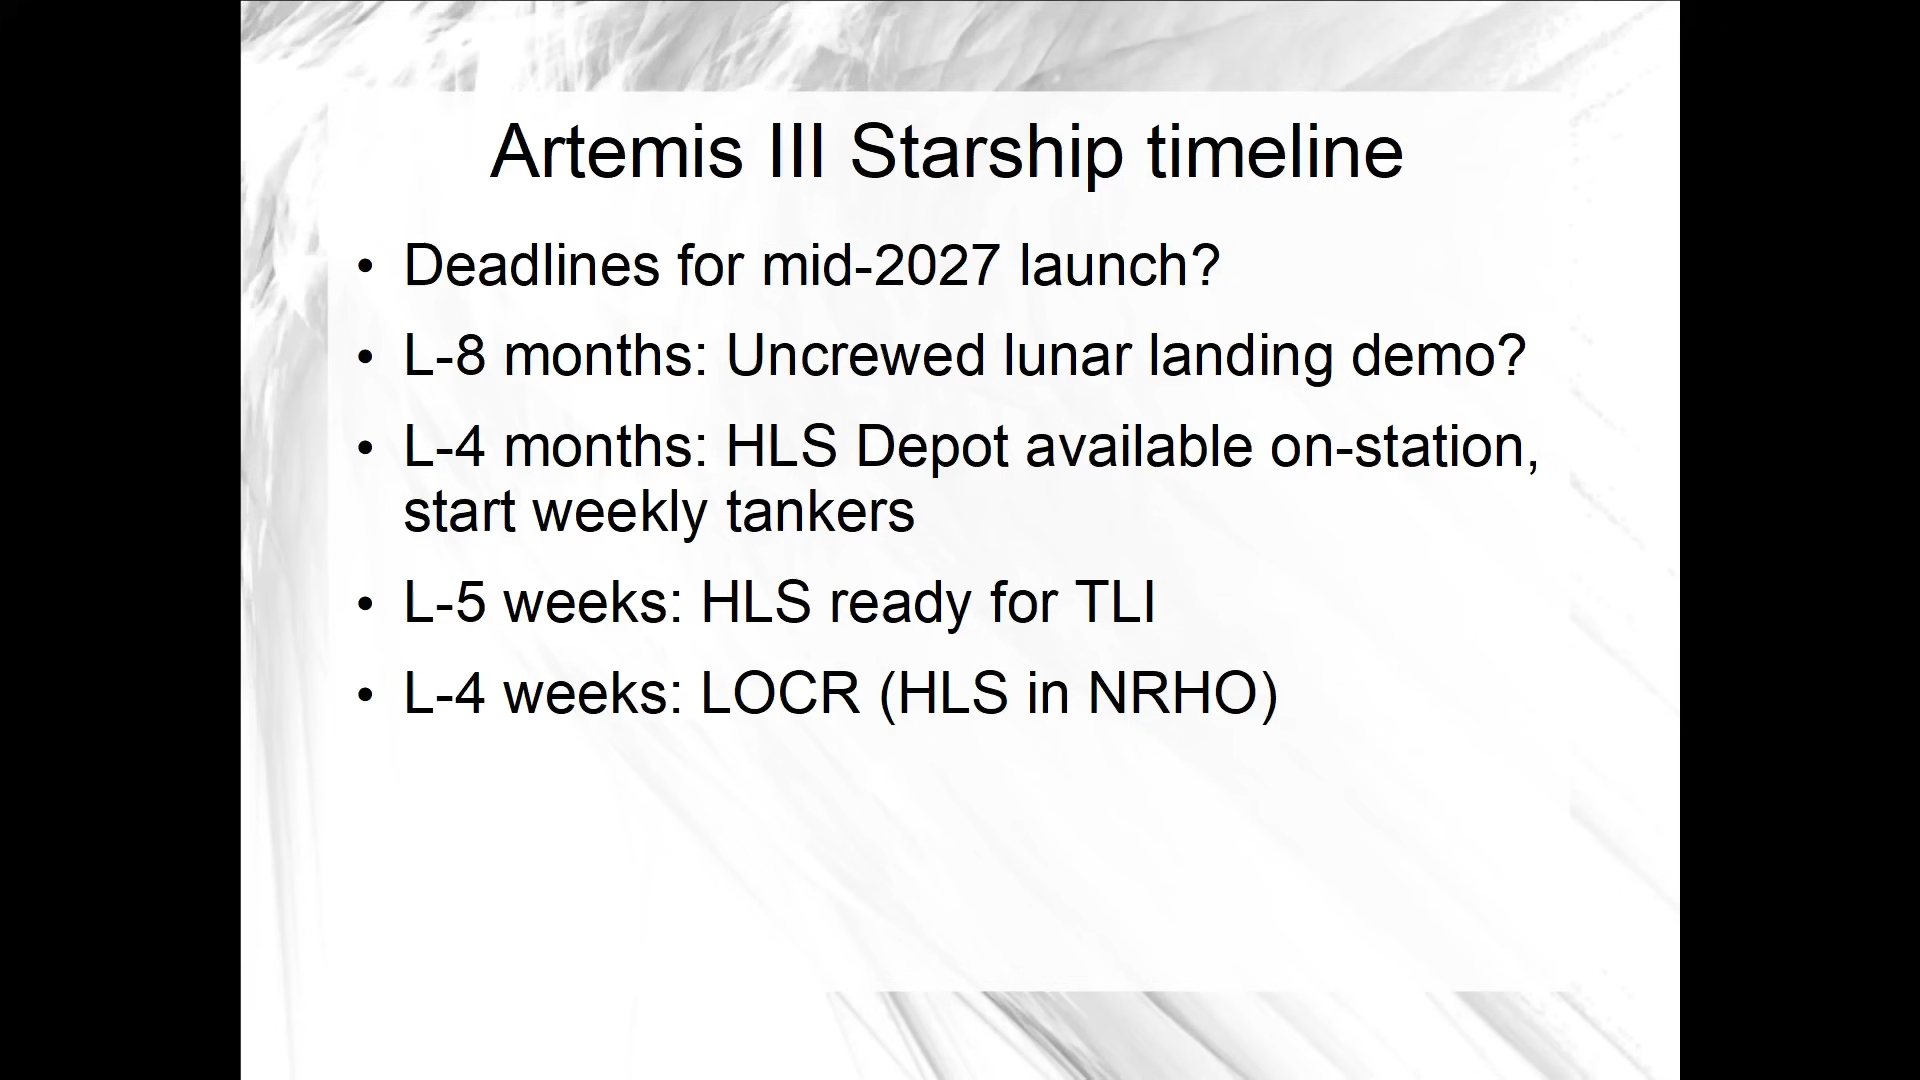 Artemis III Starship timeline
• Deadlines for mid-2027 launch?
• L-8 months: Uncrewed lunar landing demo?
• L-4 months: HLS Depot available on-station,
start weekly tankers
• L-5 weeks: HLS ready for TLI
• L-4 weeks: LOCR (HLS in NRHO)